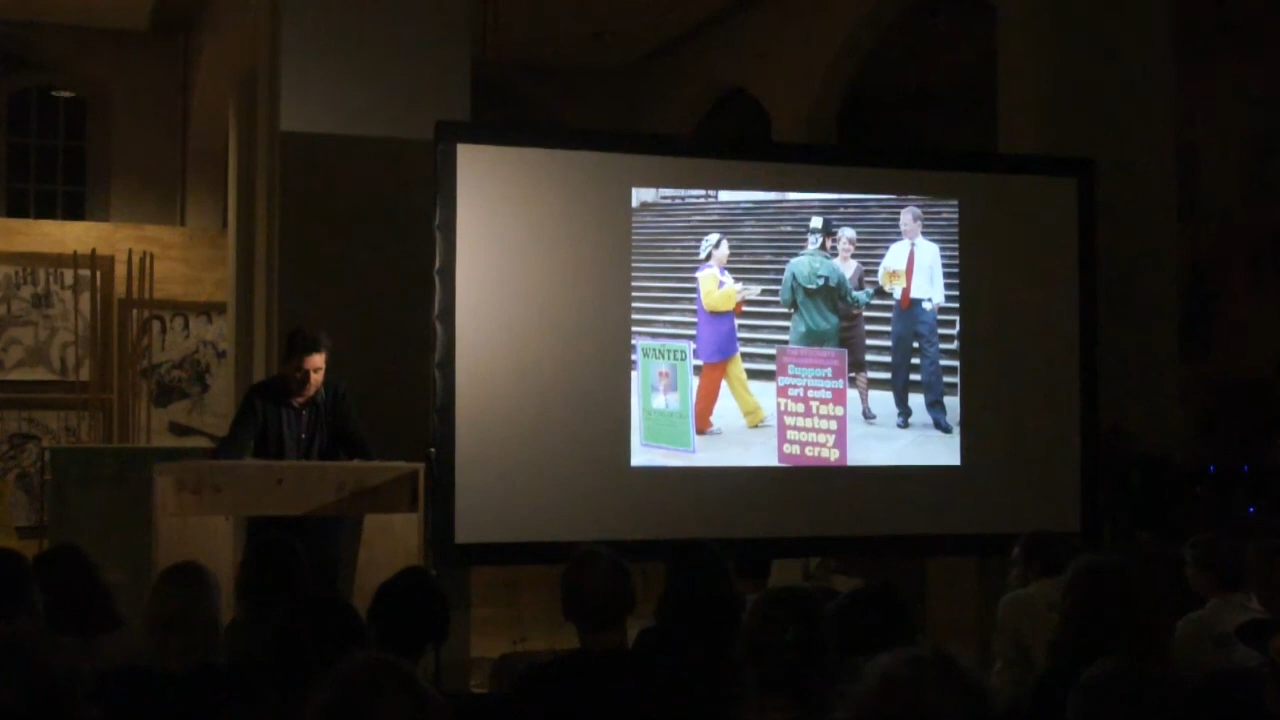 WANTED
Support
government
art cuts
The Tate
wastes
money
on crap